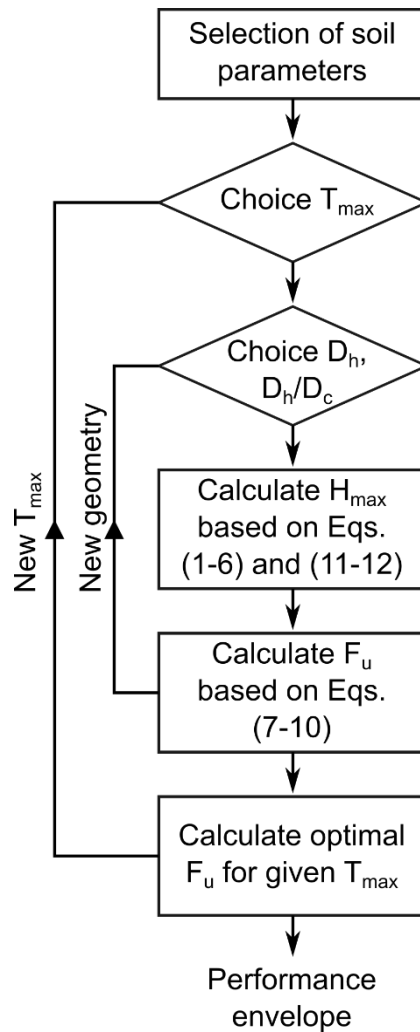 Selection of soil
parameters
Choice T_max
Choice D_h,
D_h/D_c
Calculate H_max
based on Eqs.
(1-6) and (11-12)
Calculate F_u
based on Eqs.
(7-10)
Calculate optimal
F_u for given T_max
Performance
envelope
New T_max
New geometry